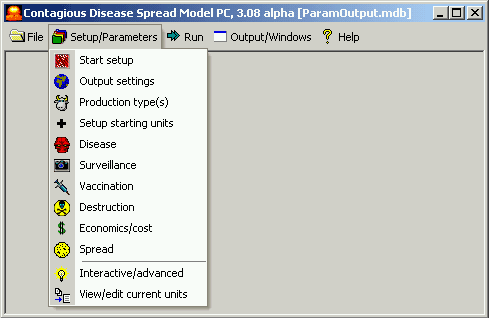 Contagious Disease Spread Model PC, 3.08 alpha [ParamOutput.mdb]
File Setup/Parameters Run Output/Windows Help
Start setup
Output settings
Production type(s)
Setup starting units
Disease
Surveillance
Vaccination
Destruction
Economics/cost
Spread
Interactive/advanced
View/edit current units